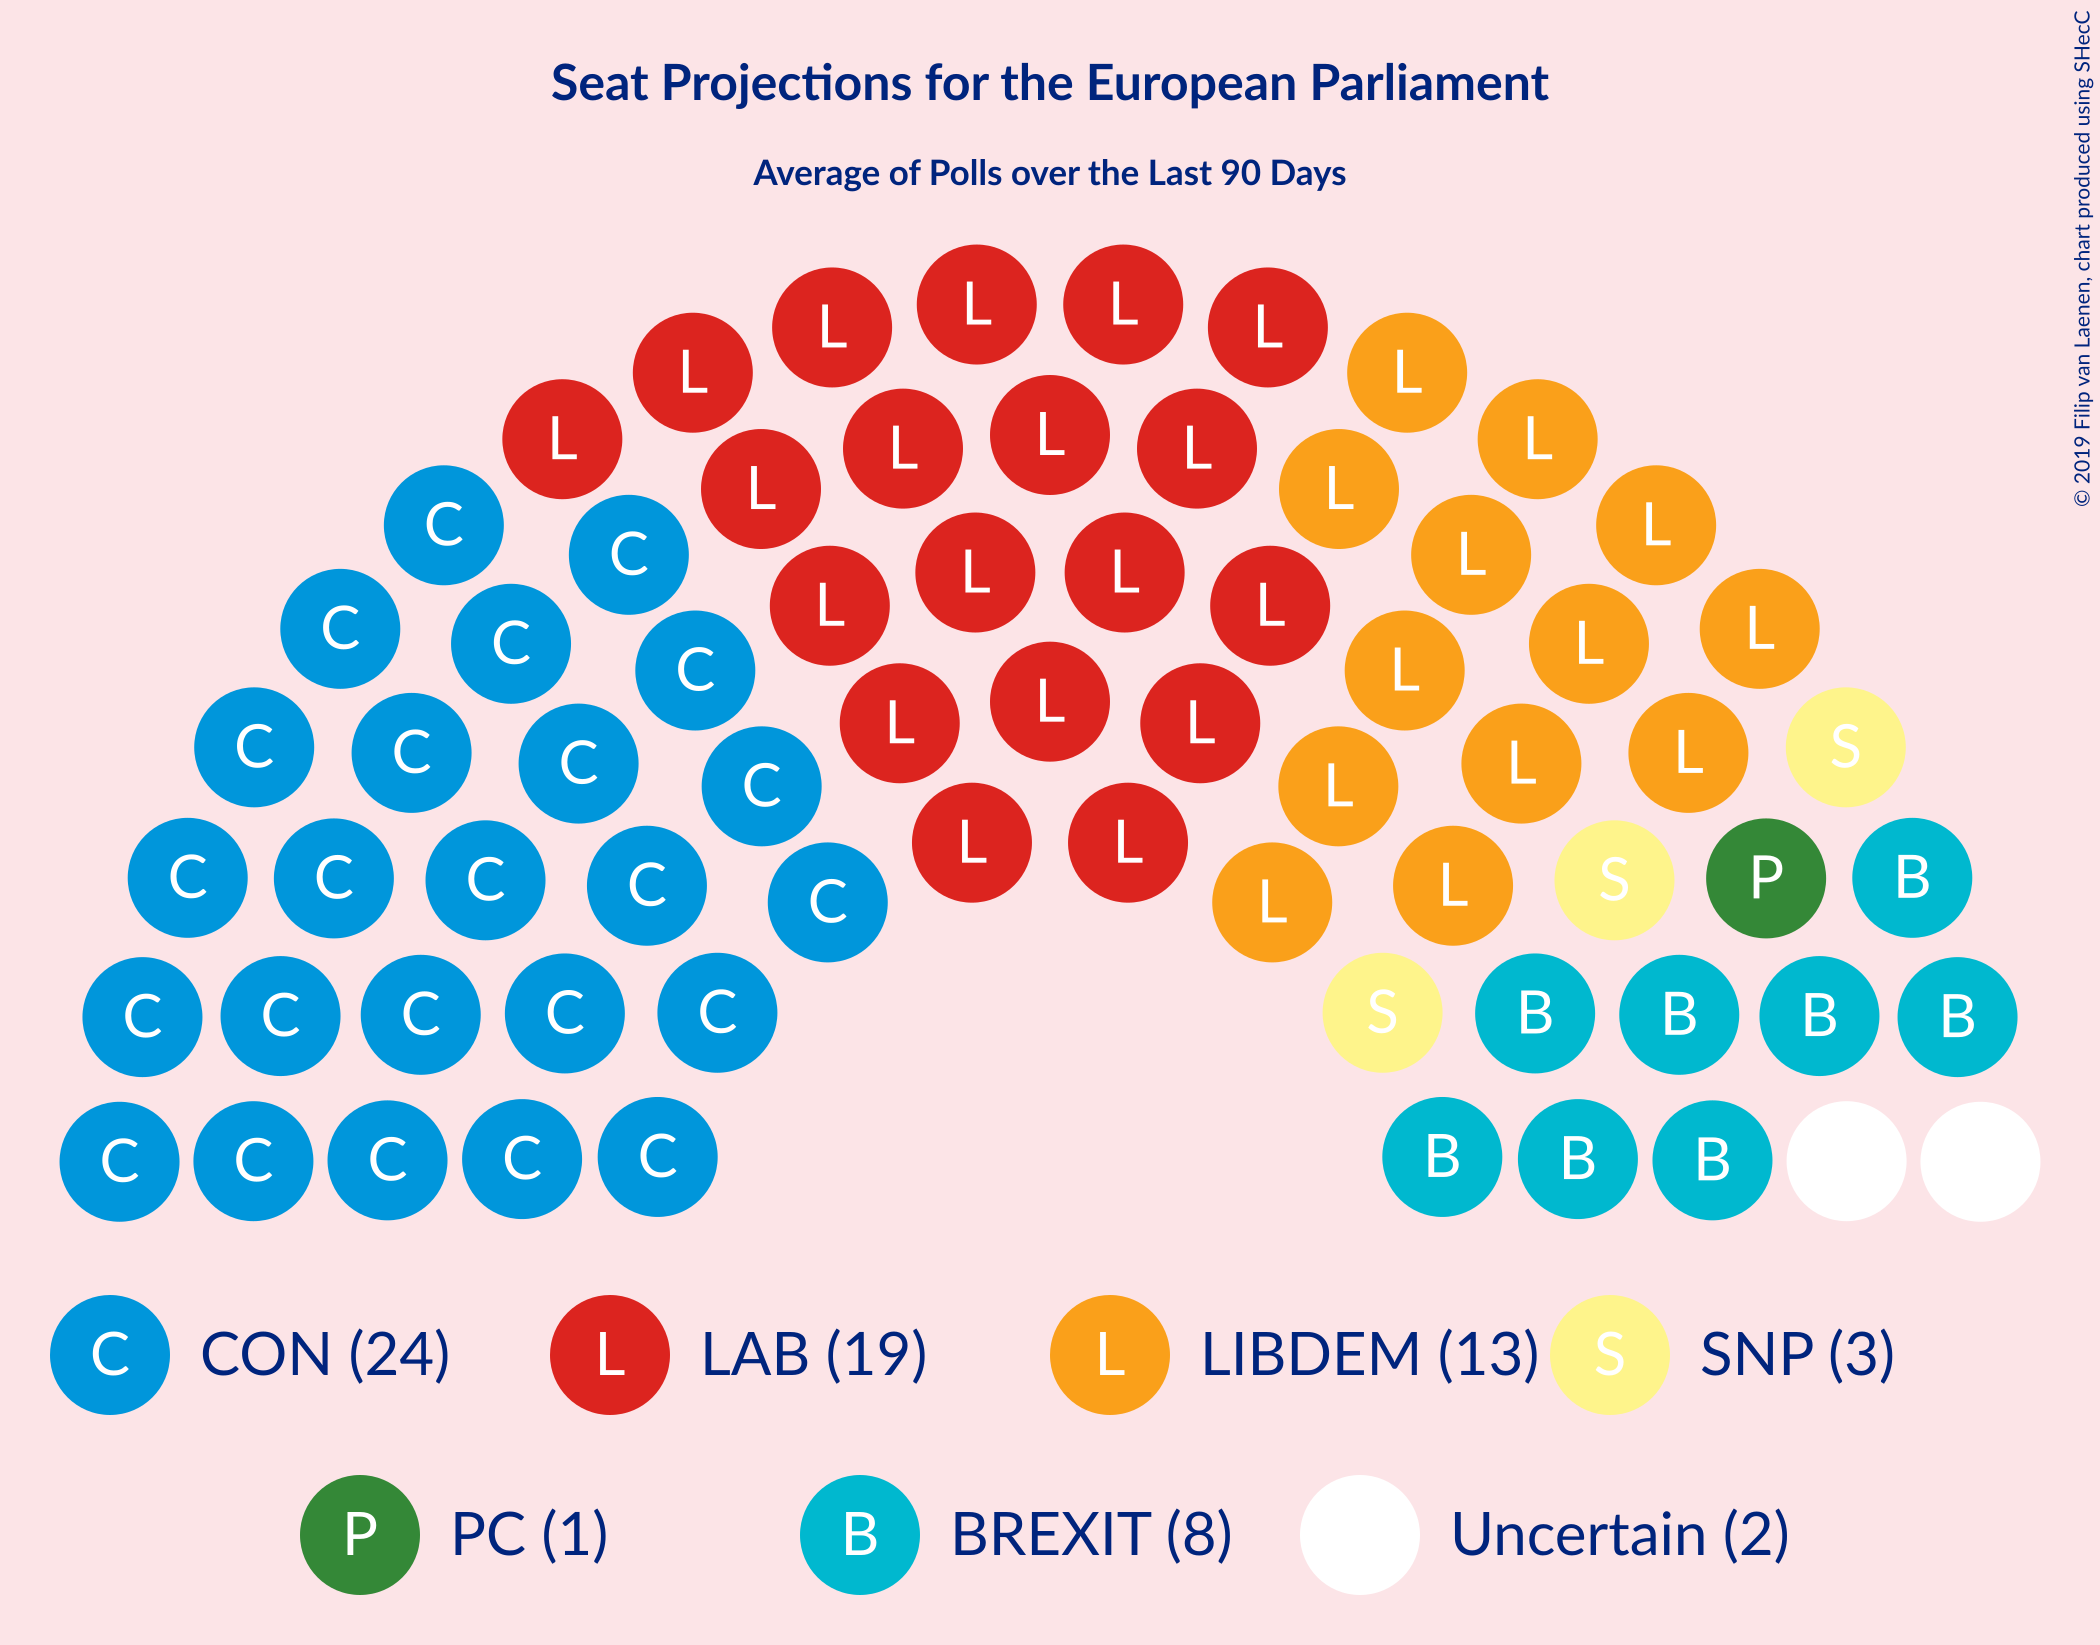 Seat Projections for the European Parliament
Average of Polls over the Last 90 Days
© 2019 Filip van Laenen, chart produced using SHecC
L L
L L
L L
L
L L L
L L
L L
C L L L
C L L
L L
C C L L
C C L L
L L L
C C L L S
C L L
C L
C C C C L S P B
C L L L
C C C C C S B B B B
C C C C C B B B
C CON (24) L LAB (19) L LIBDEM (13) S SNP (3)
P PC (1) B BREXIT (8) Uncertain (2)